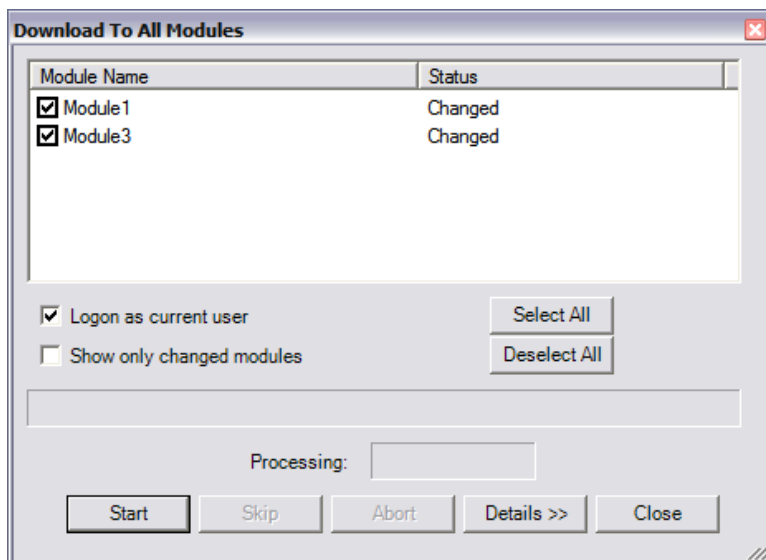 Download To All Modules
Module Name Status
Module1 Changed
Module3 Changed
Logon as current user Select All
Show only changed modules Deselect All
Processing:
Start Skip Abort Details >> Close